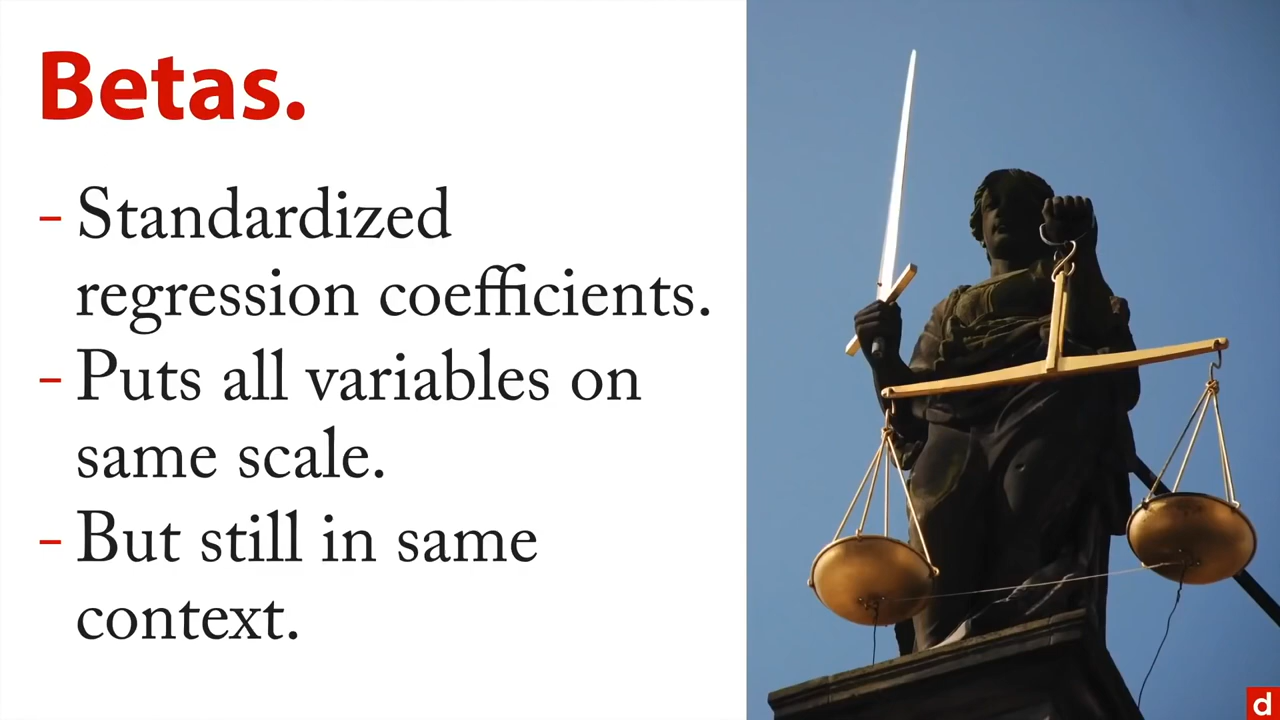 Betas.
- Standardized
regression coefficients.
- Puts all variables on
same scale.
- But still in same
context.
d